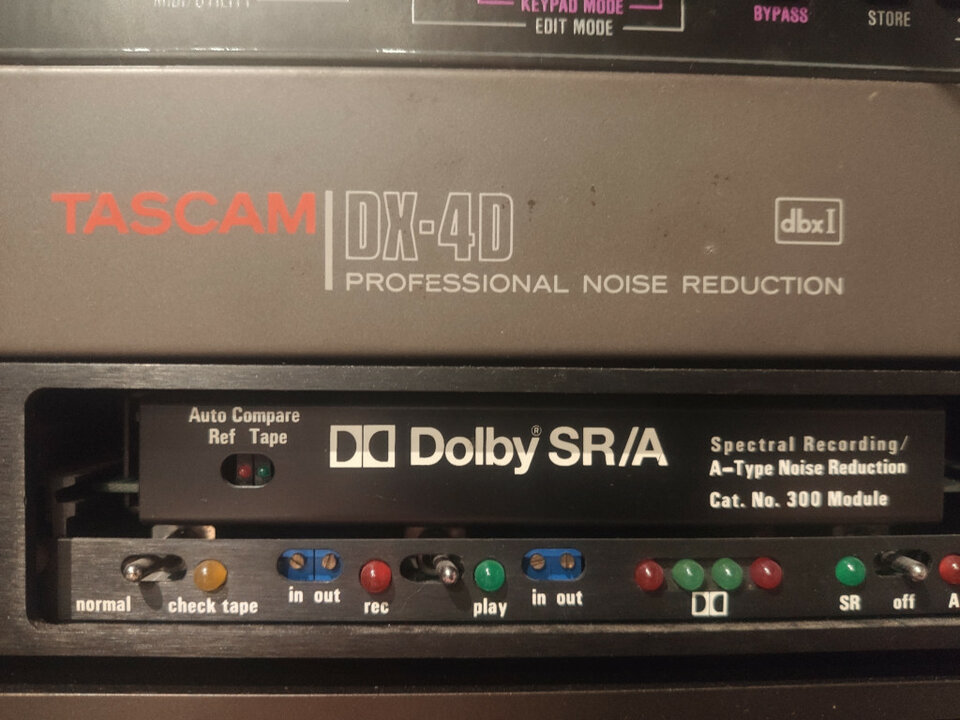 MIDI/UTILITY
KEYPAD MODE
EDIT MODE
BYPASS
STORE
TASCAM DX-4D
dbx I
PROFESSIONAL NOISE REDUCTION
Auto Compare
Ref Tape
Dolby® SR/A
Spectral Recording/
A-Type Noise Reduction
Cat. No. 300 Module
normal
check tape
in out
rec
play
in out
SR
off
A